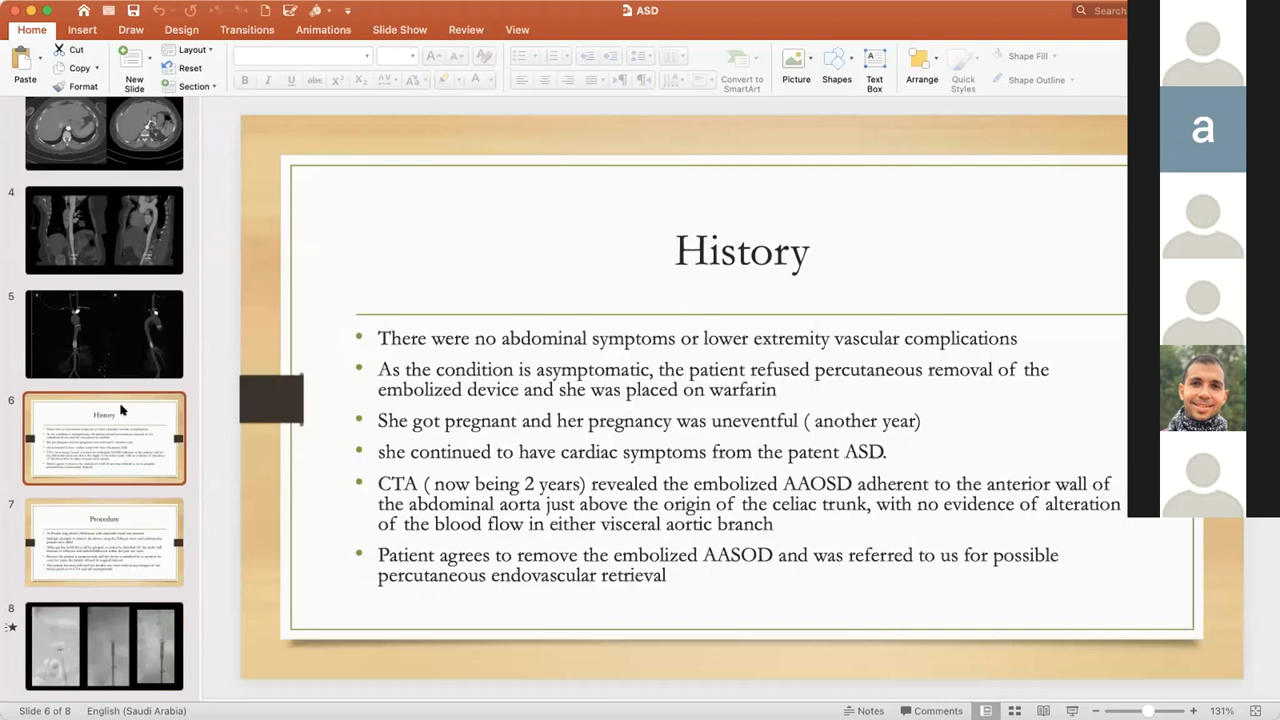 ASD
Search
Home Insert Draw Design Transitions Animations Slide Show Review View
Paste
Cut
Copy
Format
New
Slide
Layout
Reset
Section
Convert to
SmartArt
Picture
Shapes
Text
Box
Arrange
Quick
Styles
Shape Fill
Shape Outline
4
5
6
History
7
Procedure
8
History
There were no abdominal symptoms or lower extremity vascular complications
As the condition is asymptomatic, the patient refused percutaneous removal of the
embolized device and she was placed on warfarin
She got pregnant and her pregnancy was uneventful ( another year)
she continued to have cardiac symptoms from the patent ASD.
CTA ( now being 2 years) revealed the embolized AAOSD adherent to the anterior wall of
the abdominal aorta just above the origin of the celiac trunk, with no evidence of alteration
of the blood flow in either visceral aortic branch
Patient agrees to remove the embolized AASOD and was referred to us for possible
percutaneous endovascular retrieval
a
Slide 6 of 8 English (Saudi Arabia)
Notes Comments 131%